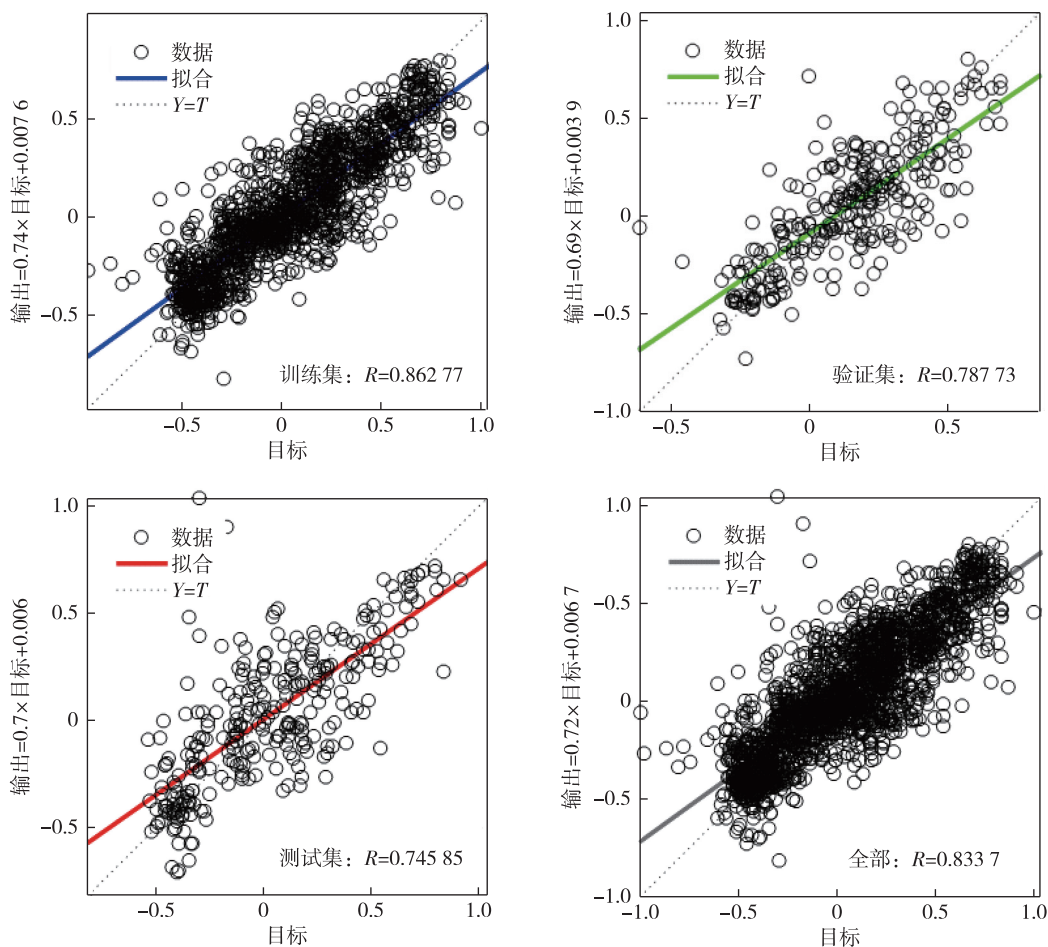 数据
拟合
Y=T
0.5
0
−0.5
输出=0.74×目标+0.007 6
训练集：R=0.862 77
−0.5
0
0.5
1.0
目标
1.0
数据
拟合
Y=T
0.5
0
−0.5
−1.0
输出=0.69×目标+0.003 9
验证集：R=0.787 73
−0.5
0
0.5
目标
1.0
数据
拟合
Y=T
0.5
0
−0.5
输出=0.7×目标+0.006
测试集：R=0.745 85
−0.5
0
0.5
1.0
目标
1.0
数据
拟合
Y=T
−0.5
0
−0.5
−1.0
输出=0.72×目标+0.006 7
全部：R=0.833 7
−1.0
−0.5
0
0.5
1.0
目标